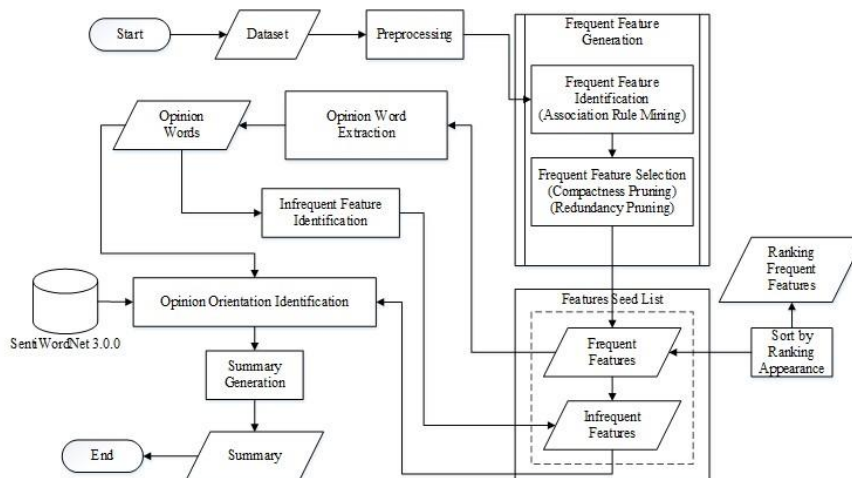 Start
Dataset
Preprocessing
Frequent Feature
Generation
Frequent Feature
Identification
(Association Rule Mining)
Opinion
Words
Opinion Word
Extraction
Frequent Feature Selection
(Compactness Pruning)
(Redundancy Pruning)
Infrequent Feature
Identification
Ranking
Frequent
Features
Opinion Orientation Identification
SentiWordNet 3.0.0
Features Seed List
Frequent
Features
Sort by
Ranking
Appearance
Summary
Generation
Infrequent
Features
End
Summary